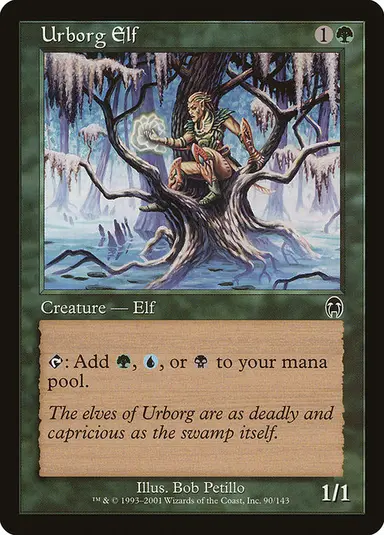 Urborg Elf 1
Creature — Elf
: Add , , or to your mana
pool.
The elves of Urborg are as deadly and
capricious as the swamp itself.
Illus. Bob Petillo
™ & © 1993–2001 Wizards of the Coast, Inc. 90/143
1/1